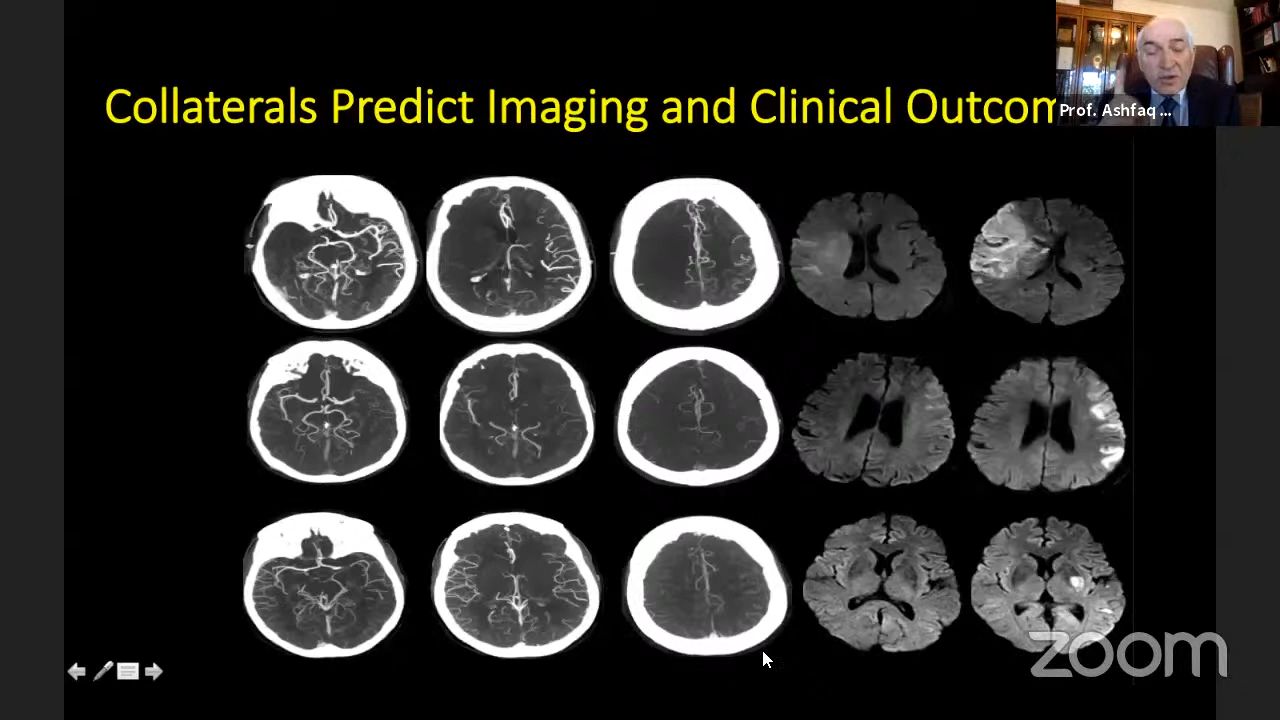 Collaterals Predict Imaging and Clinical Outcom
Prof. Ashfaq ...
zoom